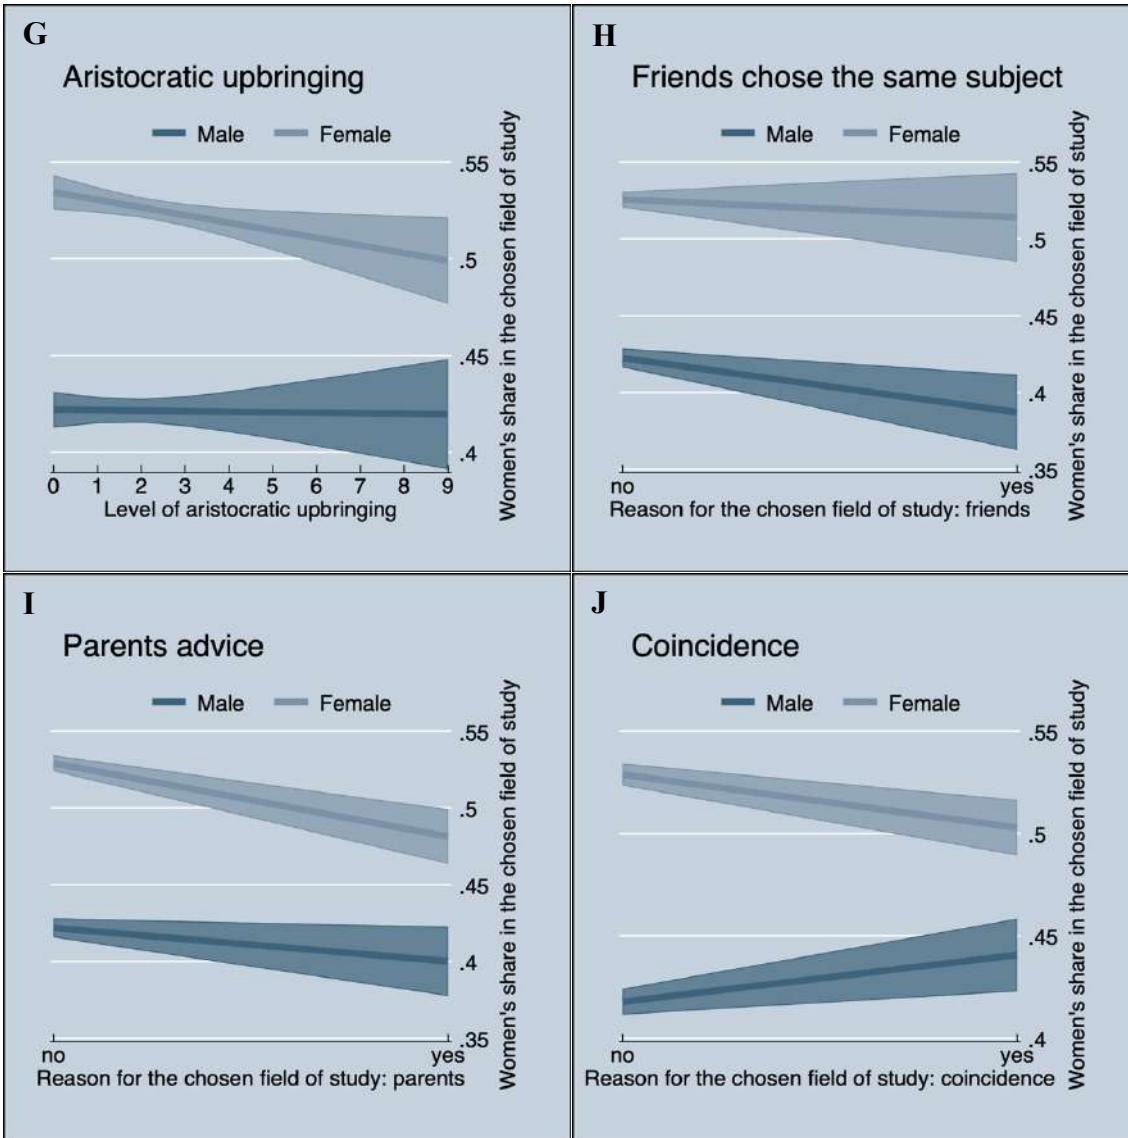 G
Aristocratic upbringing
Male Female
.55
.5
.45
.4
0 1 2 3 4 5 6 7 8 9
Level of aristocratic upbringing
Women's share in the chosen field of study
H
Friends chose the same subject
Male Female
.55
.5
.45
.4
.35
no yes
Reason for the chosen field of study: friends
Women's share in the chosen field of study
I
Parents advice
Male Female
.55
.5
.45
.4
.35
no yes
Reason for the chosen field of study: parents
Women's share in the chosen field of study
J
Coincidence
Male Female
.55
.5
.45
.4
no yes
Reason for the chosen field of study: coincidence
Women's share in the chosen field of study